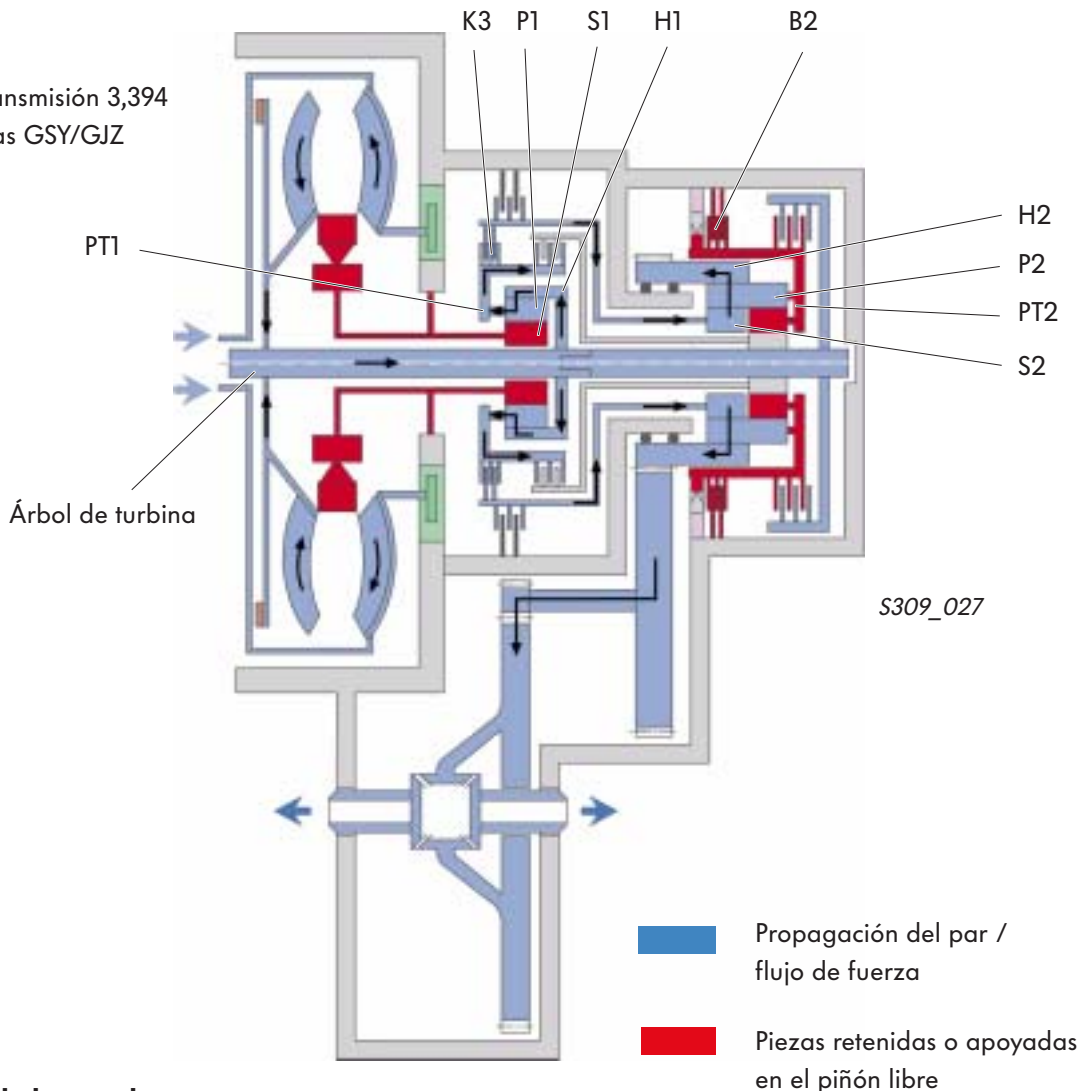 K3 P1 S1 H1 B2
ansmisión 3,394
as GSY/GJZ
PT1
H2
P2
PT2
S2
Árbol de turbina
S309_027
Propagación del par /
flujo de fuerza
Piezas retenidas o apoyadas
en el piñón libre